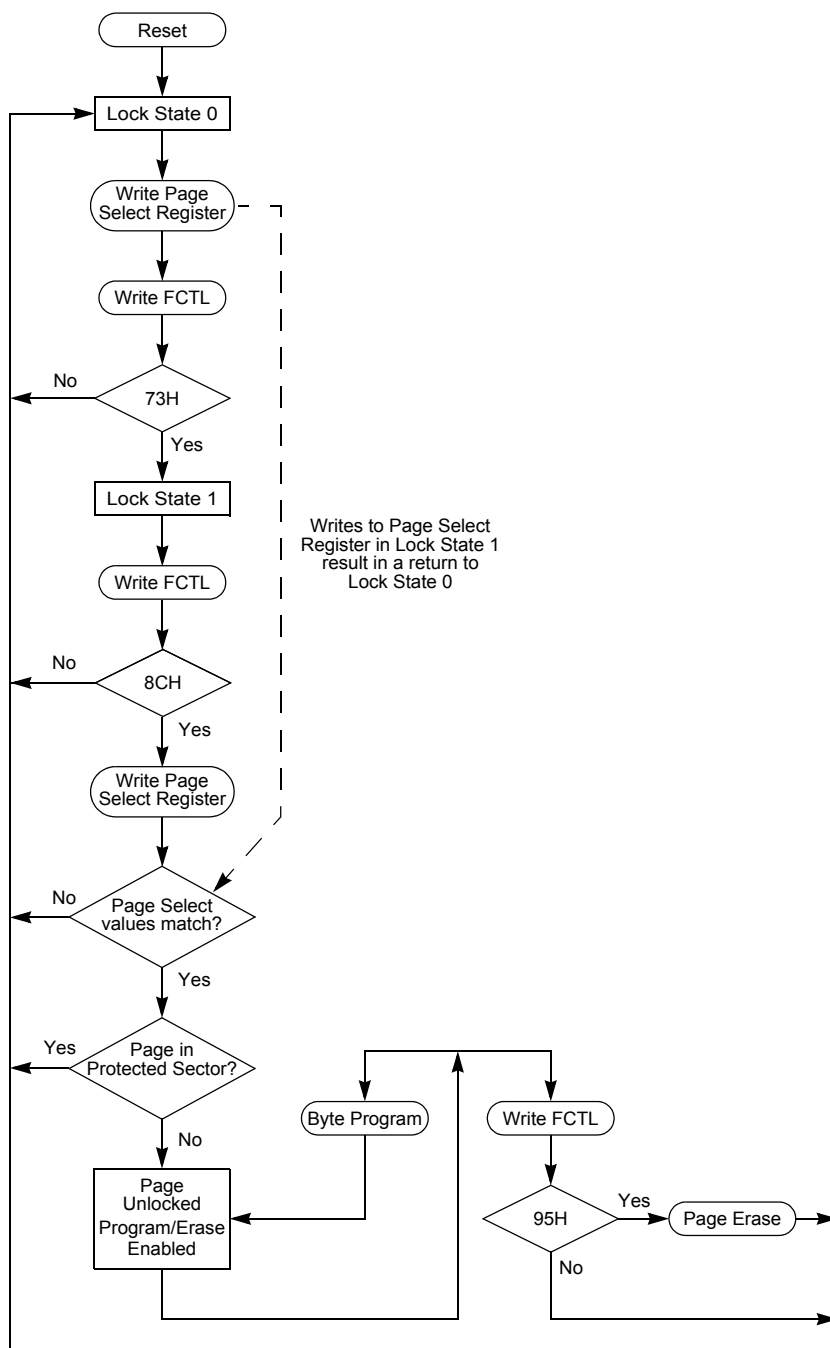 Reset
Lock State 0
Write Page
Select Register
Write FCTL
No
73H
Yes
Lock State 1
Writes to Page Select
Register in Lock State 1
result in a return to
Lock State 0
Write FCTL
No
8CH
Yes
Write Page
Select Register
No
Page Select
values match?
Yes
Yes
Page in
Protected Sector?
No
Byte Program
Write FCTL
Page
Unlocked
Program/Erase
Enabled
95H
Yes
Page Erase
No